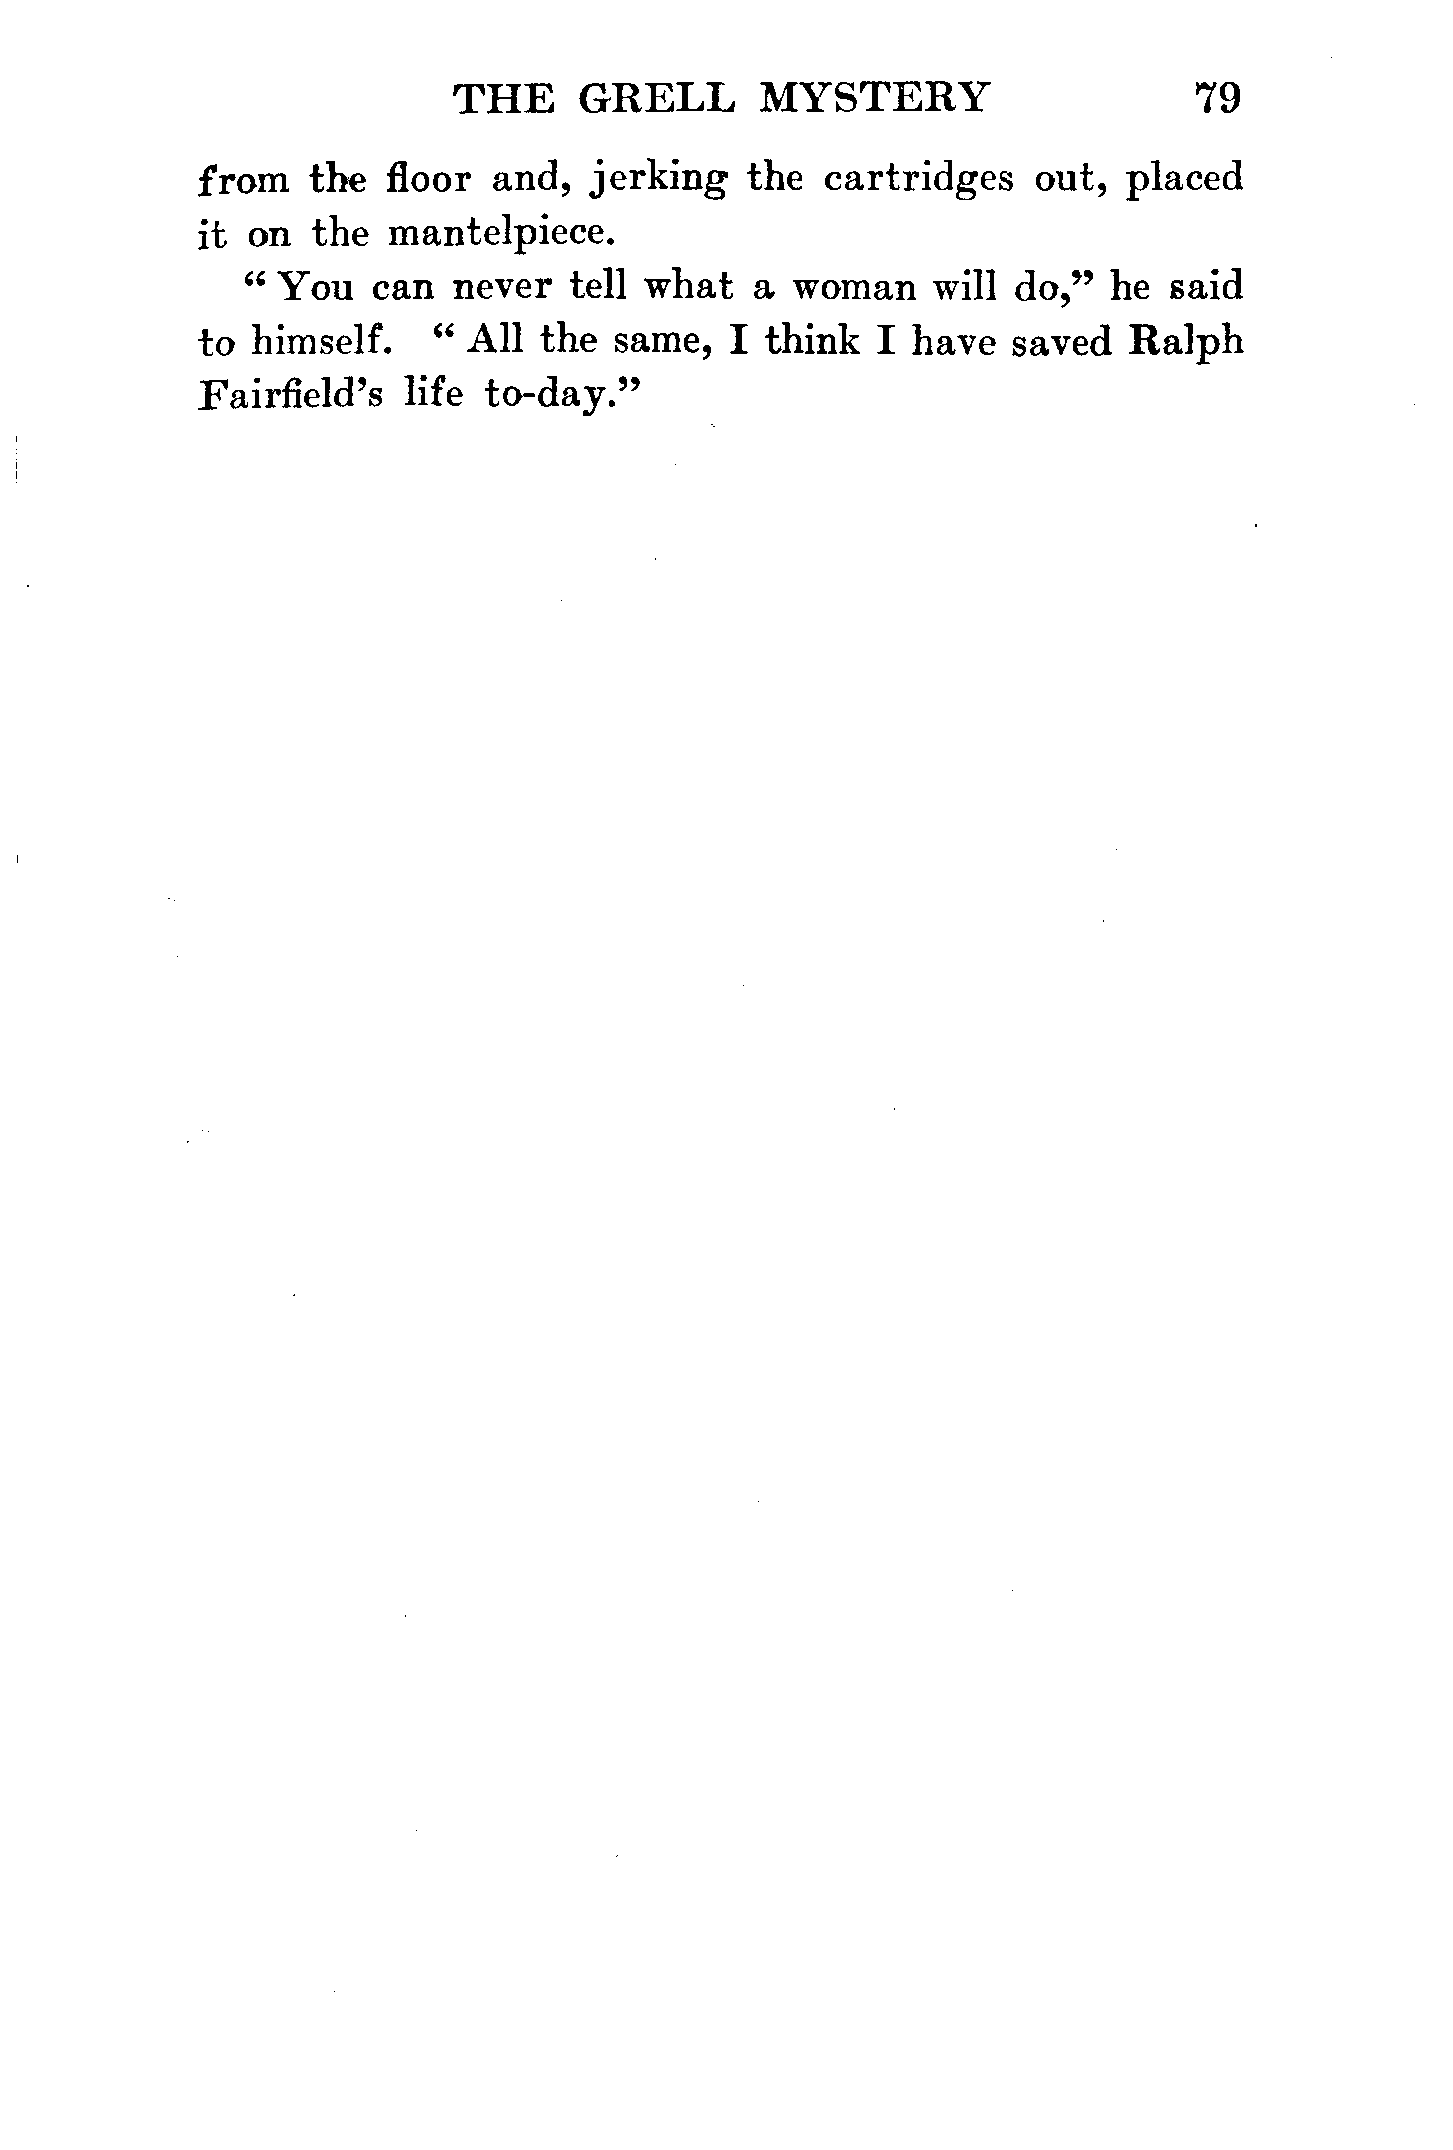 THE GRELL MYSTERY 79
from the floor and, jerking the cartridges out, placed
it on the mantelpiece.
“ You can never tell what a woman will do,” he said
to himself. “ All the same, I think I have saved Ralph
Fairfield’s life to-day.”